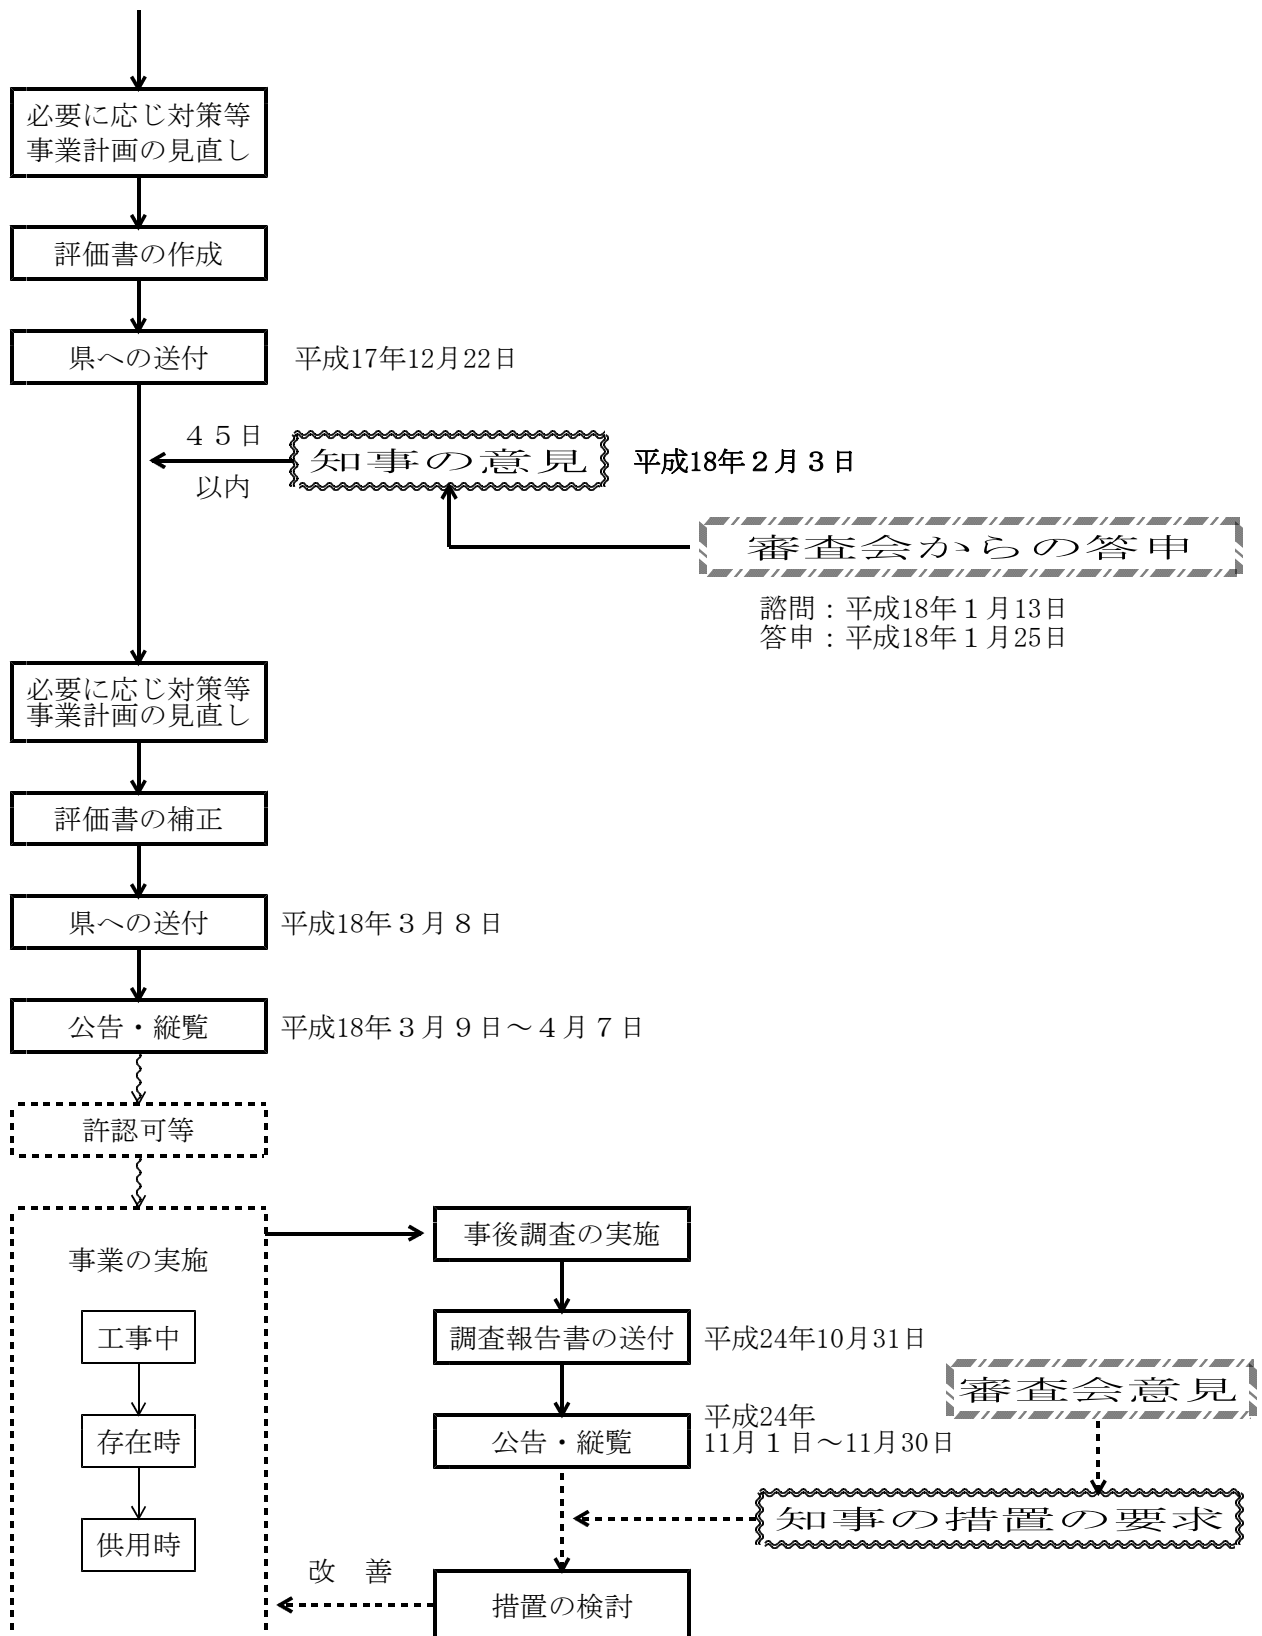 必要に応じ対策等
事業計画の見直し
評価書の作成
県への送付
平成17年12月22日
４５日
以内
知事の意見
平成18年２月３日
審査会からの答申
諮問：平成18年１月13日
答申：平成18年１月25日
必要に応じ対策等
事業計画の見直し
評価書の補正
県への送付
平成18年３月８日
公告・縦覧
平成18年３月９日～４月７日
許認可等
事業の実施
工事中
存在時
供用時
事後調査の実施
調査報告書の送付
平成24年10月31日
審査会意見
公告・縦覧
平成24年
11月１日～11月30日
知事の措置の要求
改　善
措置の検討